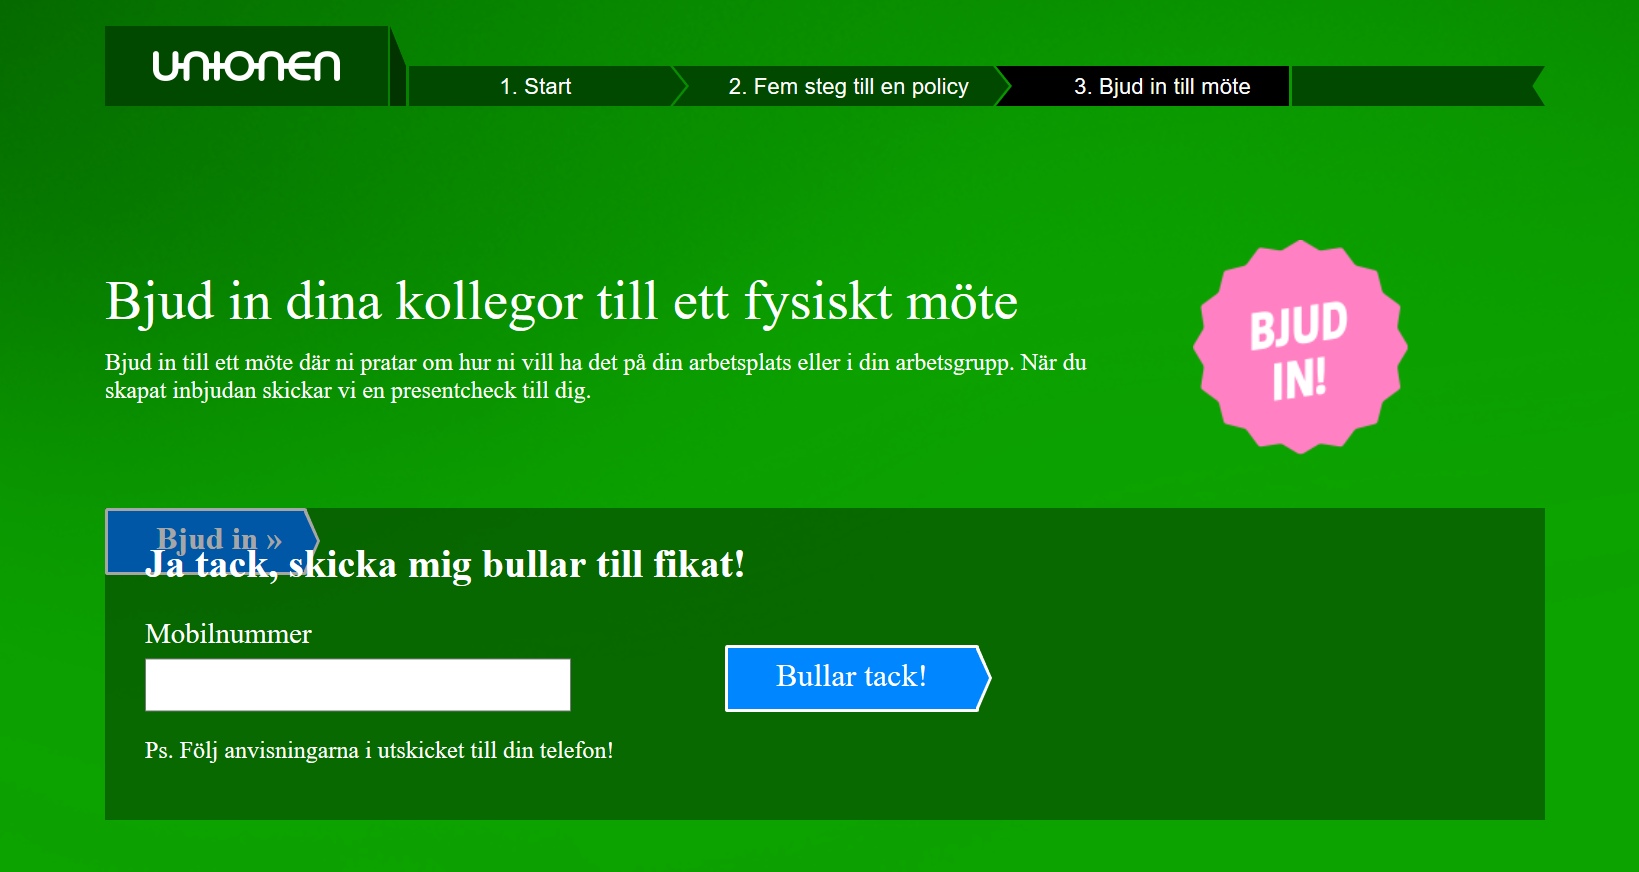 UNIONEN
1. Start
2. Fem steg till en policy
3. Bjud in till möte
Bjud in dina kollegor till ett fysiskt möte
Bjud in till ett möte där ni pratar om hur ni vill ha det på din arbetsplats eller i din arbetsgrupp. När du
skapat inbjudan skickar vi en presentcheck till dig.
BJUD
IN!
Bjud in »
Ja tack, skicka mig bullar till fikat!
Mobilnummer
Bullar tack!
Ps. Följ anvisningarna i utskicket till din telefon!